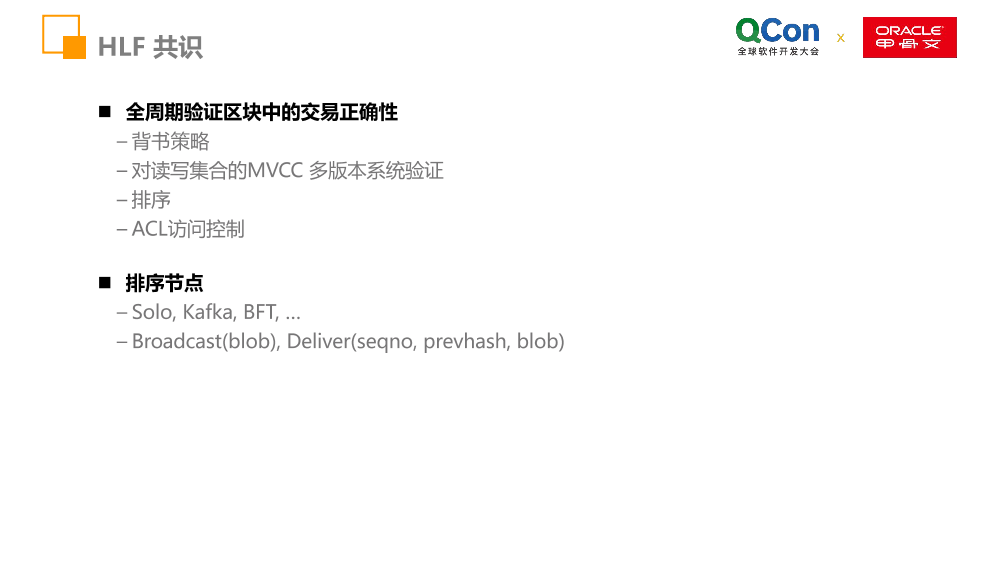 HLF 共识
QCon
全球软件开发大会
x
ORACLE
甲骨文
■ 全周期验证区块中的交易正确性
– 背书策略
– 对读写集合的MVCC 多版本系统验证
– 排序
– ACL访问控制
■ 排序节点
– Solo, Kafka, BFT, ...
– Broadcast(blob), Deliver(seqno, prevhash, blob)